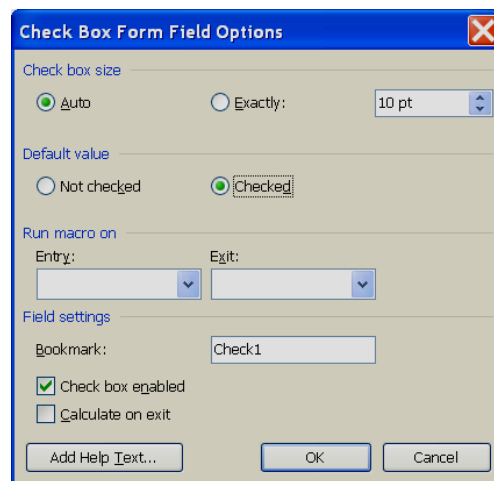 Check Box Form Field Options
Check box size
Auto Exactly: 10 pt
Default value
Not checked Checked
Run macro on
Entry: Exit:
Field settings
Bookmark: Check1
Check box enabled
Calculate on exit
Add Help Text... OK Cancel